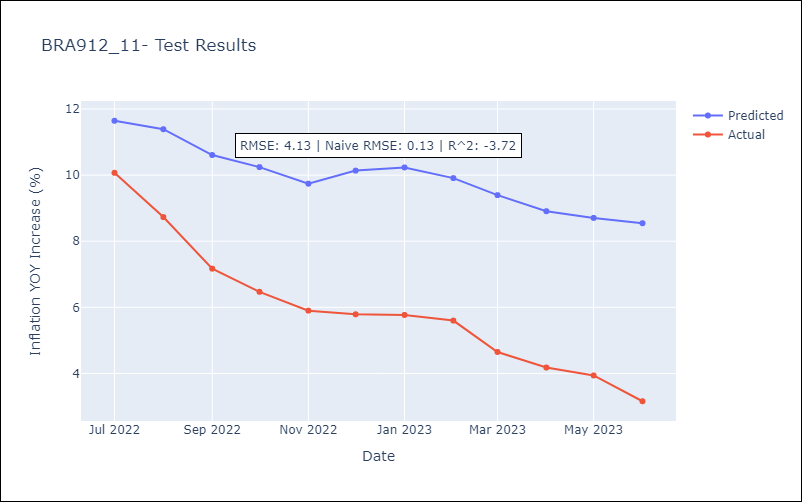 BRA912_11- Test Results
Predicted
Actual
RMSE: 4.13 | Naive RMSE: 0.13 | R^2: -3.72
Inflation YOY Increase (%)
12
10
8
6
4
Jul 2022
Sep 2022
Nov 2022
Jan 2023
Mar 2023
May 2023
Date